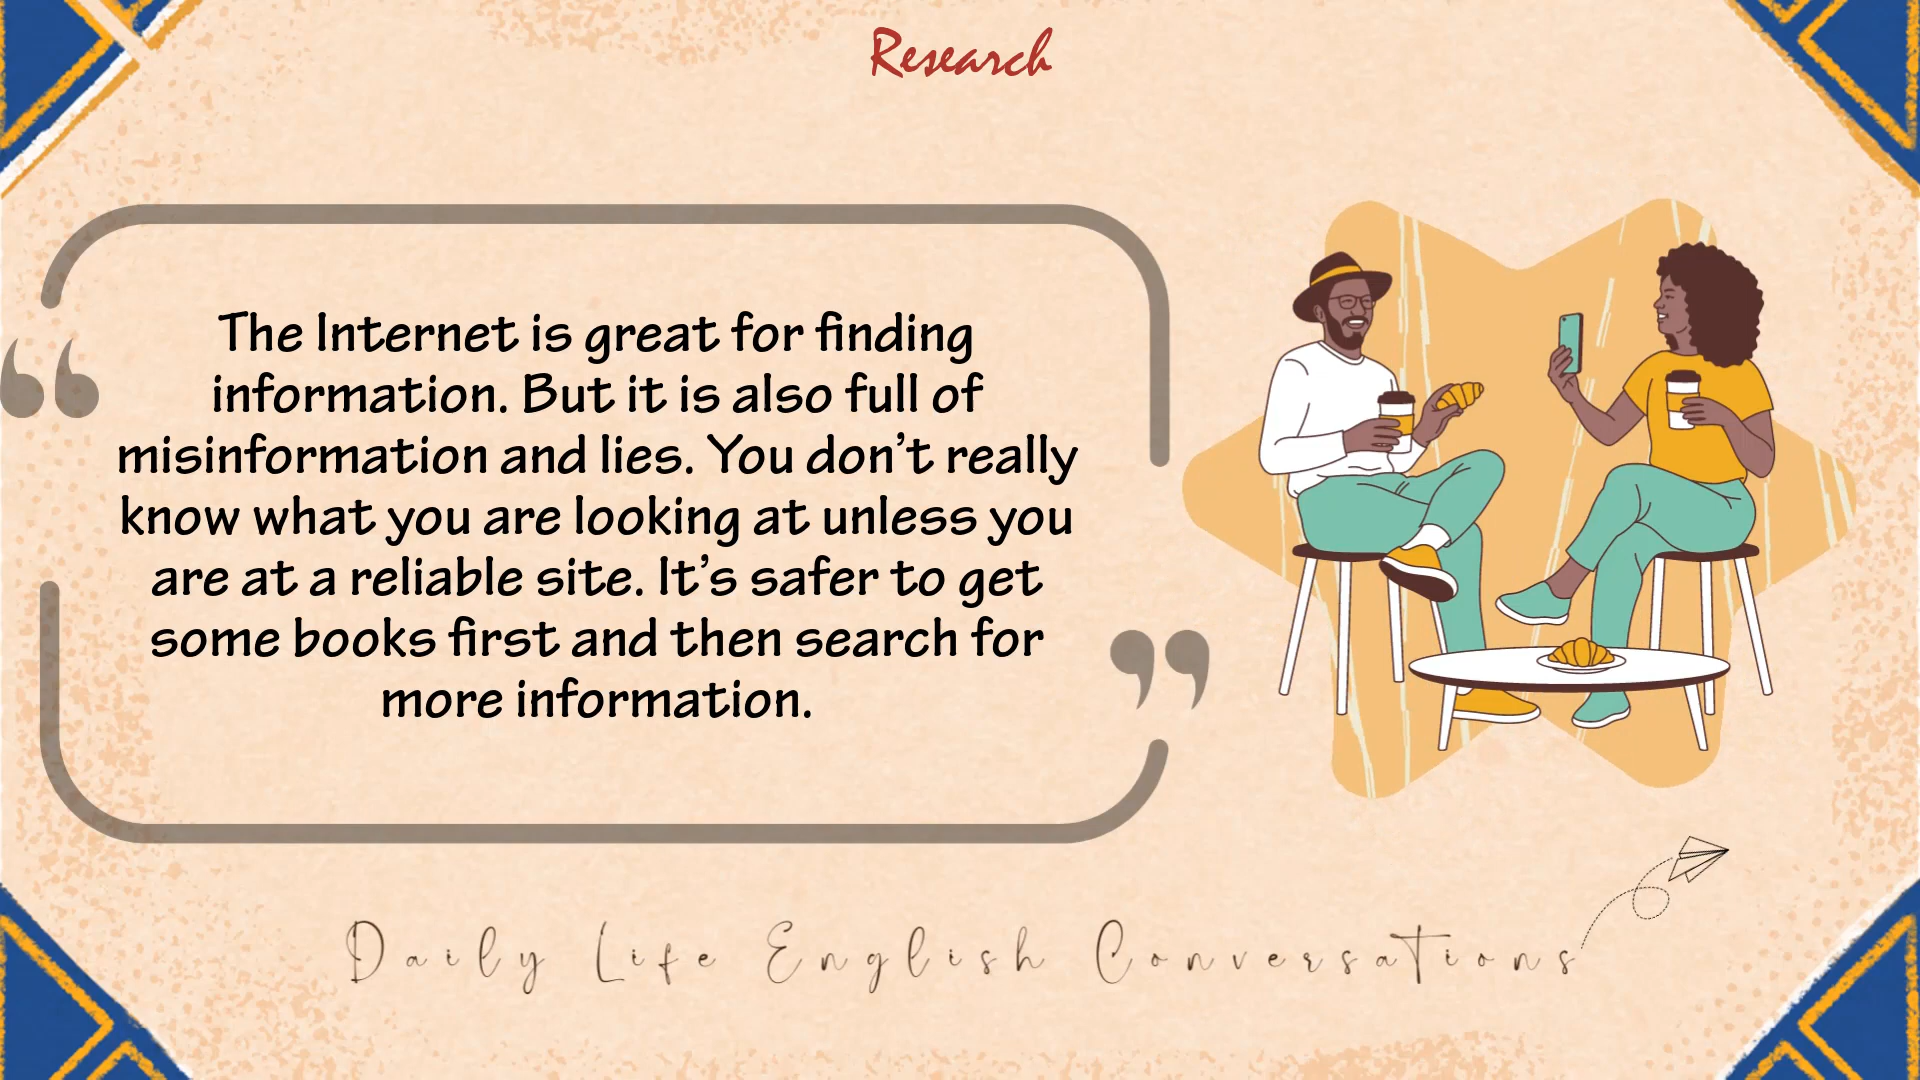 Research
The Internet is great for finding
information. But it is also full of
misinformation and lies. You don’t really
know what you are looking at unless you
are at a reliable site. It’s safer to get
some books first and then search for
more information.
Daily Life English Conversations